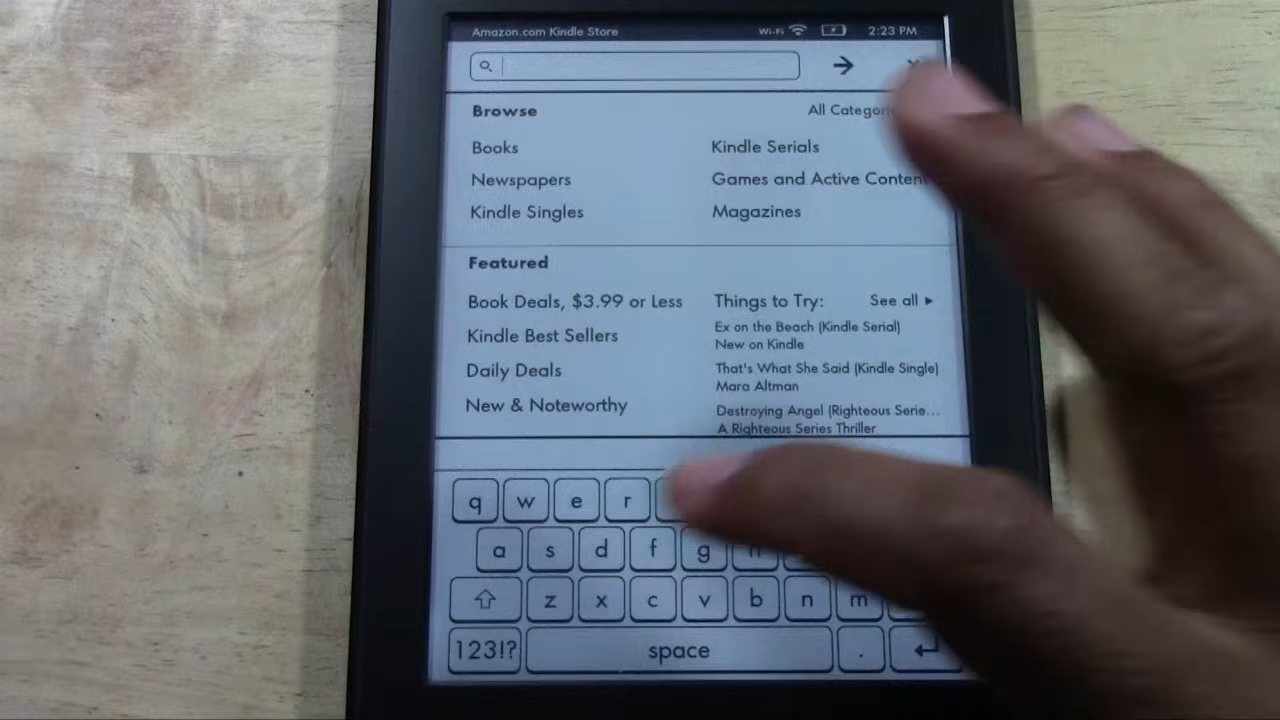 Amazon.com Kindle Store Wi-Fi 2:23 PM
Browse
Books Kindle Serials
Newspapers Games and Active Content
Kindle Singles Magazines
Featured
Book Deals, $3.99 or Less Things to Try: See all
Kindle Best Sellers Ex on the Beach (Kindle Serial)
New on Kindle
Daily Deals That's What She Said (Kindle Single)
Mara Altman
New & Noteworthy Destroying Angel (Righteous Serie...
A Righteous Series Thriller
q w e r
a s d f g
z x c v b n m
123!? space .